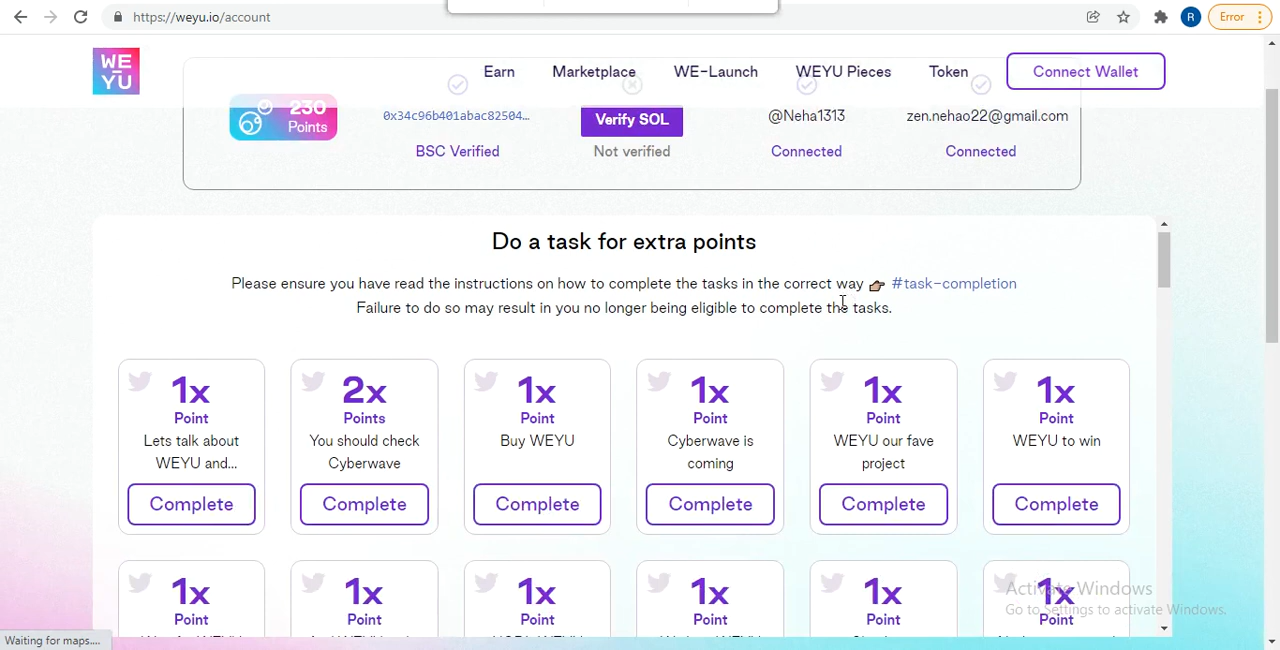 https://weyu.io/account
R
Error
WE
YU
Earn
Marketplace
WE-Launch
WEYU Pieces
Token
Connect Wallet
230
Points
0x34c96b401abac82504...
BSC Verified
Verify SOL
Not verified
@Neha1313
Connected
zen.nehao22@gmail.com
Connected
Do a task for extra points
Please ensure you have read the instructions on how to complete the tasks in the correct way 👉 #task-completion
Failure to do so may result in you no longer being eligible to complete the tasks.
1x
Point
Lets talk about
WEYU and...
Complete
2x
Points
You should check
Cyberwave
Complete
1x
Point
Buy WEYU
Complete
1x
Point
Cyberwave is
coming
Complete
1x
Point
WEYU our fave
project
Complete
1x
Point
WEYU to win
Complete
1x
Point
1x
Point
1x
Point
1x
Point
1x
Point
1x
Point
Activate Windows
Go to Settings to activate Windows.
Waiting for maps....